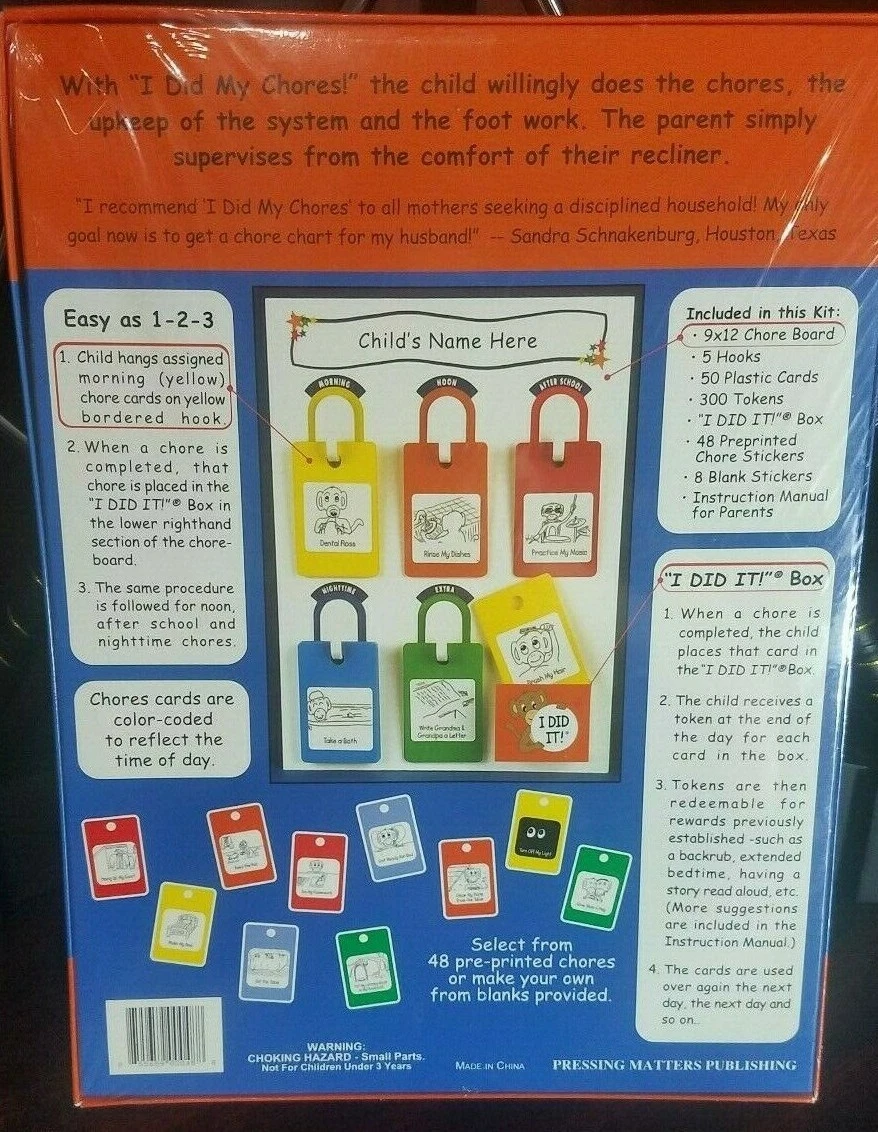 With "I Did My Chores!" the child willingly does the chores, the
upkeep of the system and the foot work. The parent simply
supervises from the comfort of their recliner.
"I recommend 'I Did My Chores' to all mothers seeking a disciplined household! My only
goal now is to get a chore chart for my husband!" -- Sandra Schnakenburg, Houston, Texas
Easy as 1-2-3
1. Child hangs assigned
morning (yellow)
chore cards on yellow
bordered hook.
2. When a chore is
completed, that
chore is placed in the
"I DID IT!"® Box in
the lower righthand
section of the chore-
board.
3. The same procedure
is followed for noon,
after school and
nighttime chores.
Chores cards are
color-coded
to reflect the
time of day.
Child's Name Here
MORNING
NOON
AFTER SCHOOL
Dental Floss
Rinse My Dishes
Practice My Music
NIGHTTIME
EXTRA
Take a Bath
Write Grandma &
Grandpa a Letter
Brush My Hair
I DID
IT!®
Included in this Kit:
· 9x12 Chore Board
· 5 Hooks
· 50 Plastic Cards
· 300 Tokens
· "I DID IT!"® Box
· 48 Preprinted
Chore Stickers
· 8 Blank Stickers
· Instruction Manual
for Parents
"I DID IT!"® Box
1. When a chore is
completed, the child
places that card in
the "I DID IT!"® Box.
2. The child receives a
token at the end of
the day for each
card in the box.
3. Tokens are then
redeemable for
rewards previously
established -such as
a backrub, extended
bedtime, having a
story read aloud, etc.
(More suggestions
are included in the
Instruction Manual.)
4. The cards are used
over again the next
day, the next day and
so on..
Turn Off My Light
Make My Bed
Set the Table
Select from
48 pre-printed chores
or make your own
from blanks provided.
WARNING:
CHOKING HAZARD - Small Parts.
Not For Children Under 3 Years
MADE IN CHINA
PRESSING MATTERS PUBLISHING